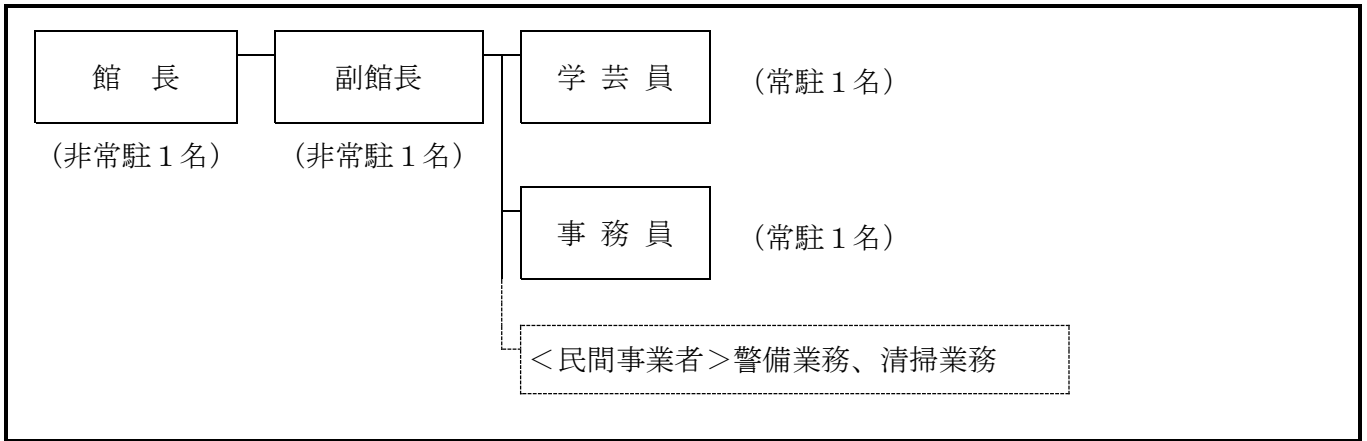 館　長
副館長
学 芸 員
（常駐１名）
（非常駐１名）
（非常駐１名）
事 務 員
（常駐１名）
＜民間事業者＞警備業務、清掃業務